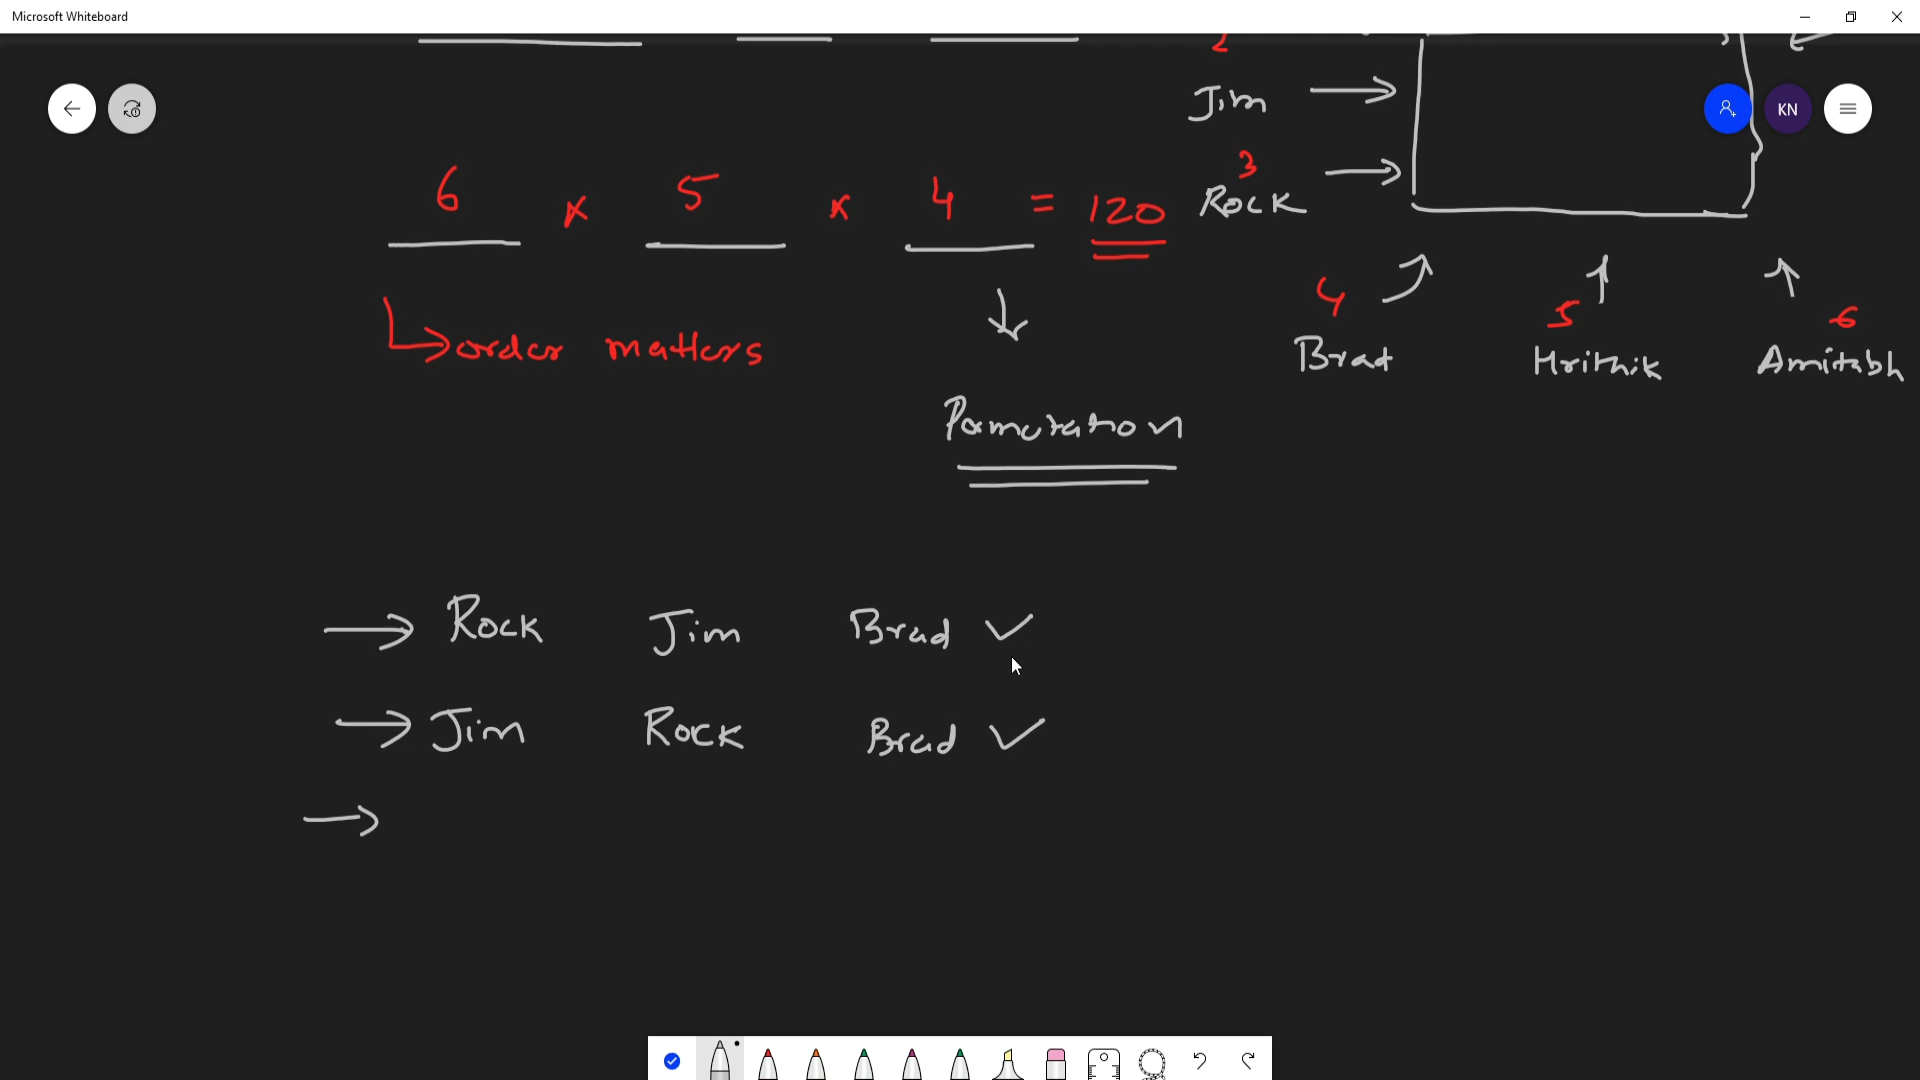 Microsoft Whiteboard
2
Jim
KN
6 x 5 x 4 = 120
3
Rock
order matters
4
5
6
Brad
Hrithik
Amitabh
Permutation
Rock Jim Brad
Jim Rock Brad